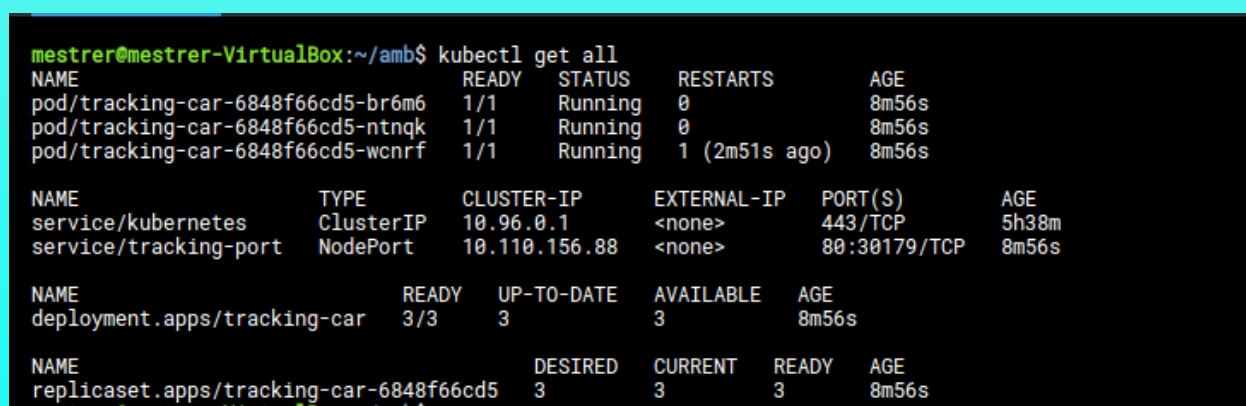 mestrer@mestrer-VirtualBox:~/amb$ kubectl get all
NAME READY STATUS RESTARTS AGE
pod/tracking-car-6848f66cd5-br6m6 1/1 Running 0 8m56s
pod/tracking-car-6848f66cd5-ntnqk 1/1 Running 0 8m56s
pod/tracking-car-6848f66cd5-wcnrf 1/1 Running 1 (2m51s ago) 8m56s
NAME TYPE CLUSTER-IP EXTERNAL-IP PORT(S) AGE
service/kubernetes ClusterIP 10.96.0.1 <none> 443/TCP 5h38m
service/tracking-port NodePort 10.110.156.88 <none> 80:30179/TCP 8m56s
NAME READY UP-TO-DATE AVAILABLE AGE
deployment.apps/tracking-car 3/3 3 3 8m56s
NAME DESIRED CURRENT READY AGE
replicaset.apps/tracking-car-6848f66cd5 3 3 3 8m56s